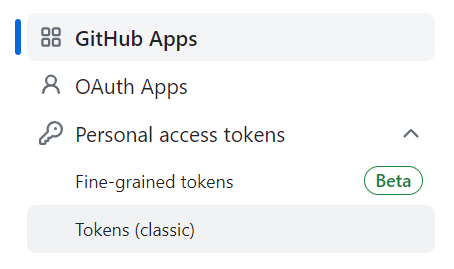 GitHub Apps
OAuth Apps
Personal access tokens
Fine-grained tokens Beta
Tokens (classic)